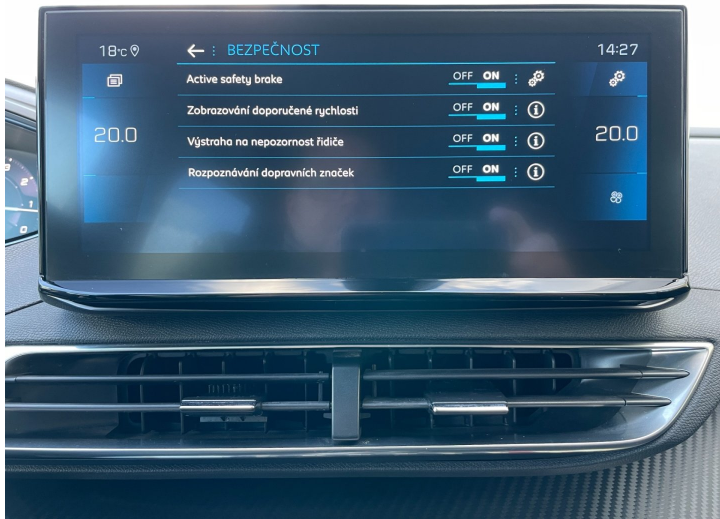 18°C BEZPEČNOST 14:27
Active safety brake OFF ON
Zobrazování doporučené rychlosti OFF ON
20.0 Výstraha na nepozornost řidiče OFF ON 20.0
Rozpoznávání dopravních značek OFF ON